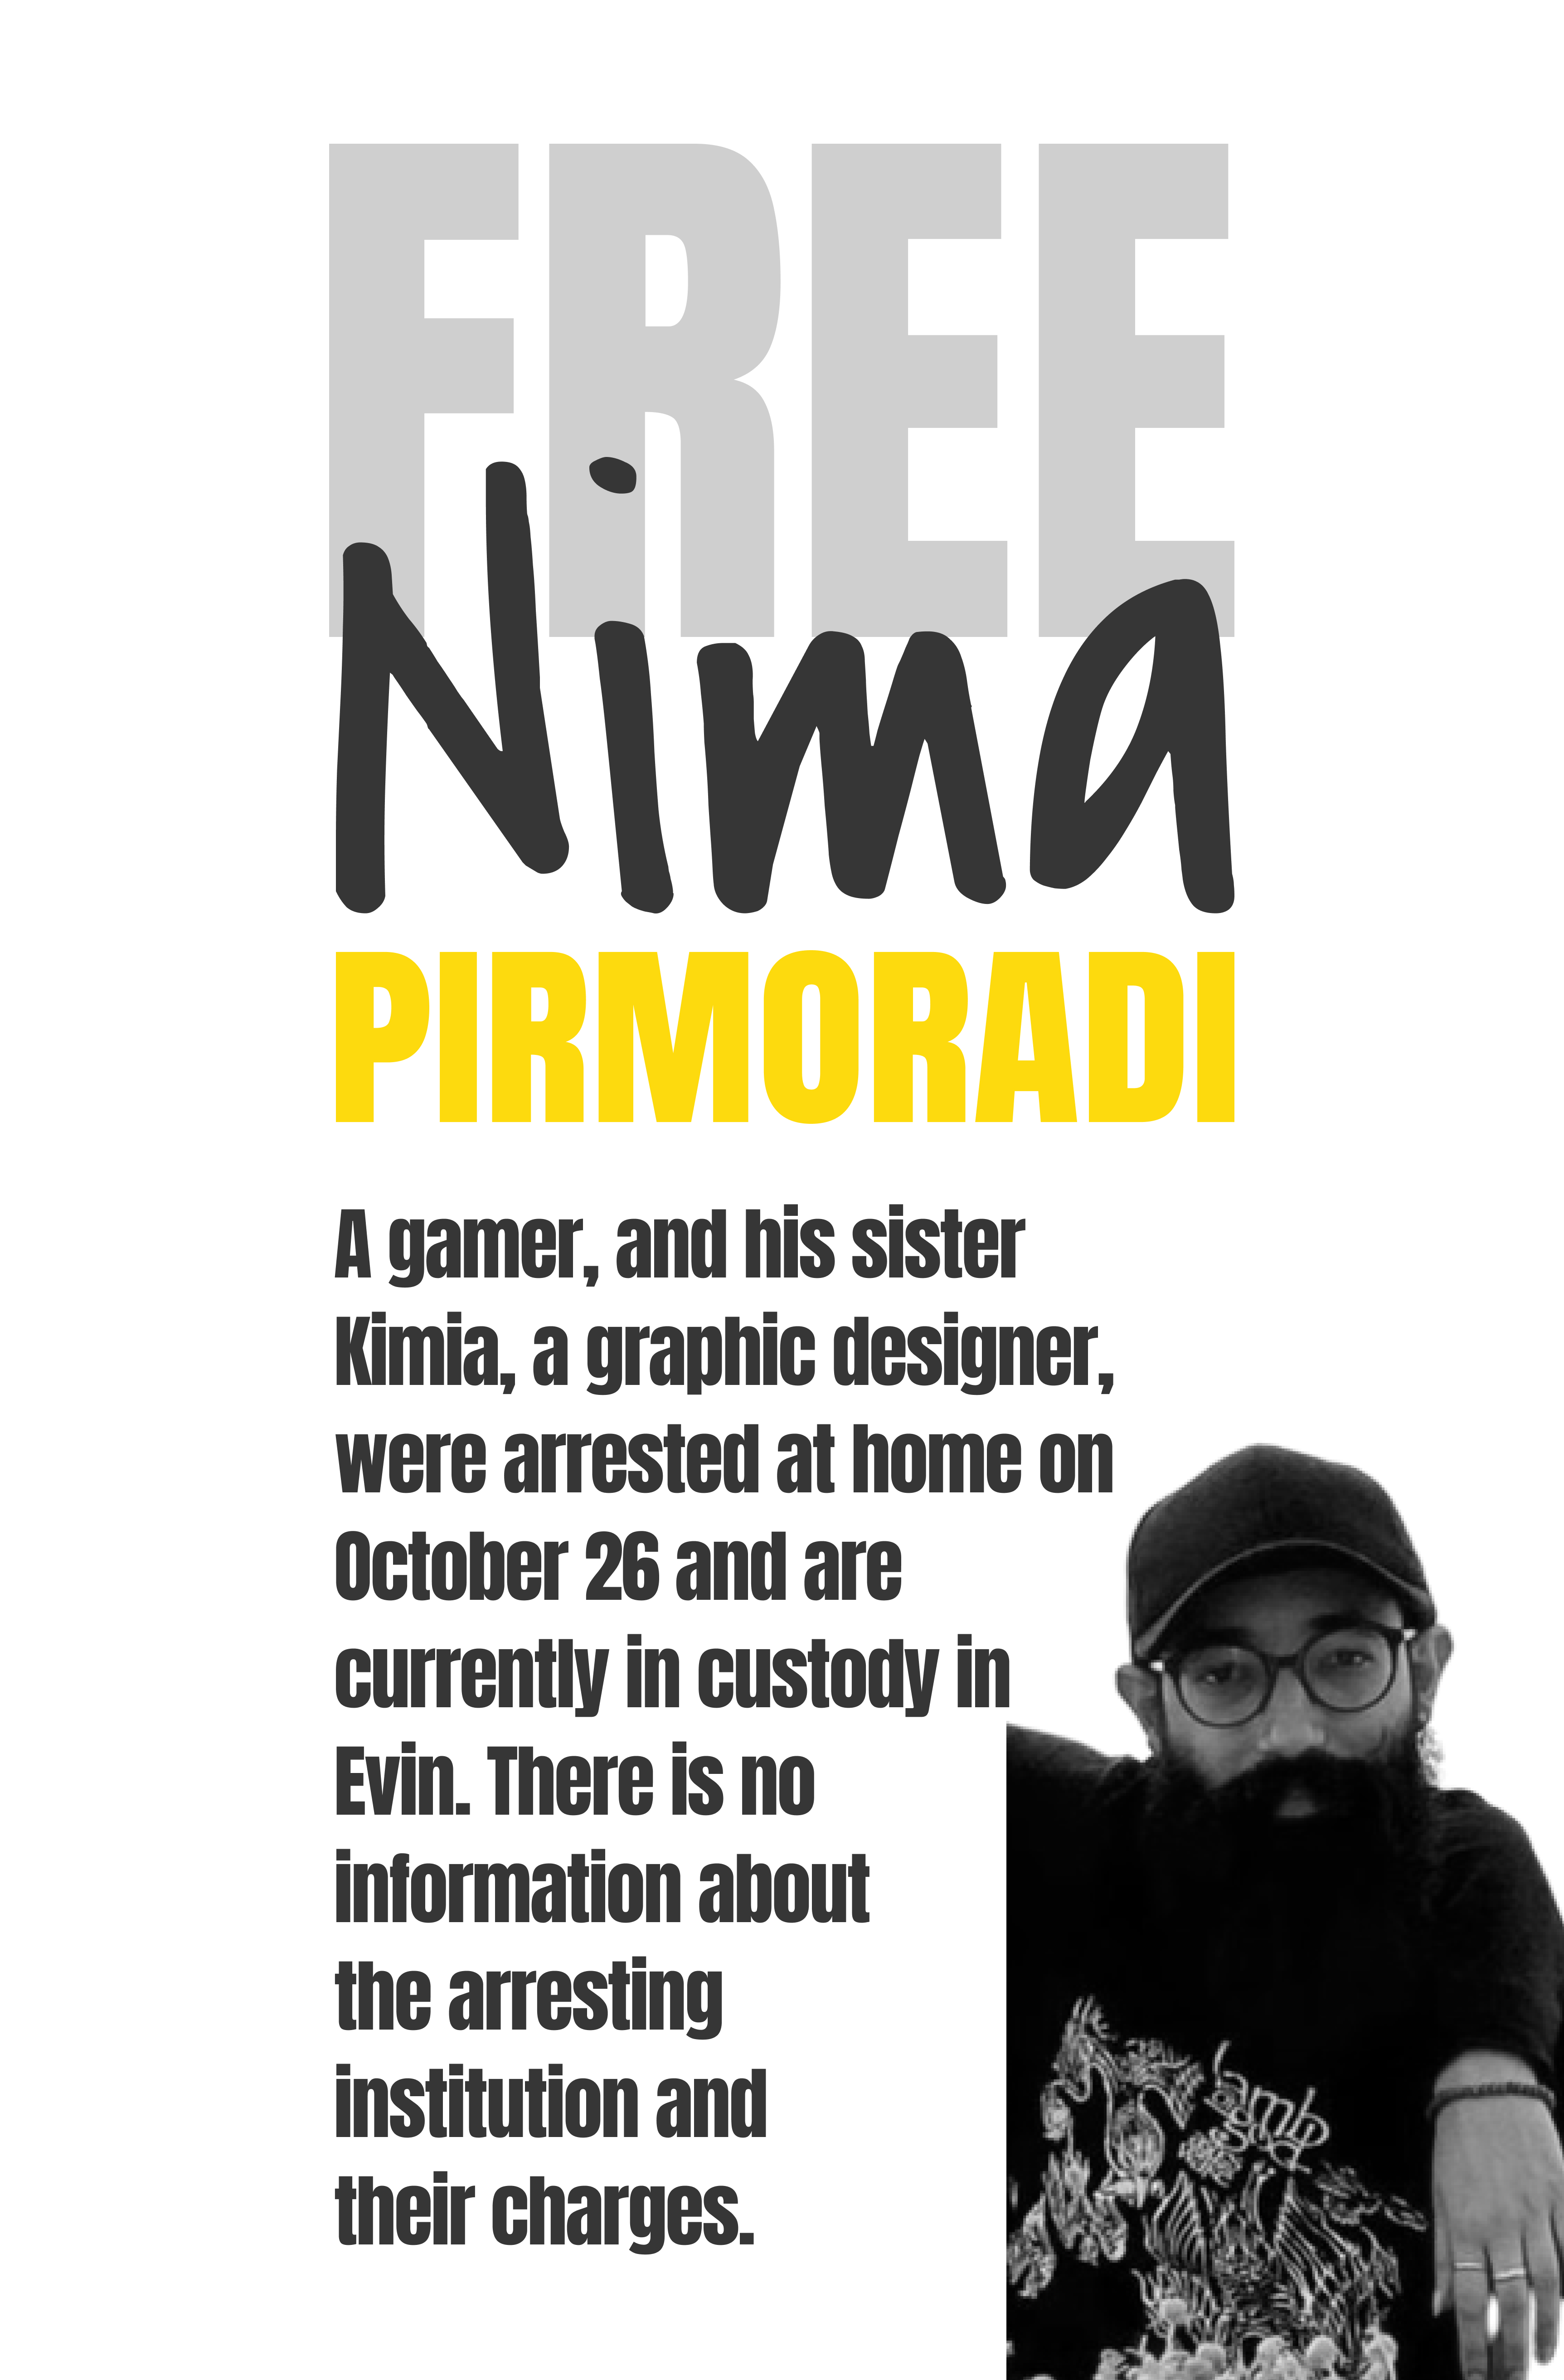 FREE
Nima
PIRMORADI
A gamer, and his sister
Kimia, a graphic designer,
were arrested at home on
October 26 and are
currently in custody in
Evin. There is no
information about
the arresting
institution and
their charges.
lamb